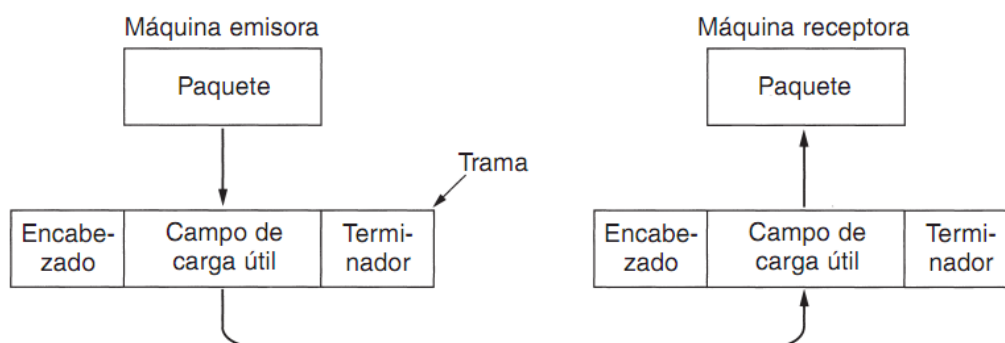 Máquina emisora
Paquete
Trama
Encabe-
zado
Campo de
carga útil
Termi-
nador
Máquina receptora
Paquete
Encabe-
zado
Campo de
carga útil
Termi-
nador